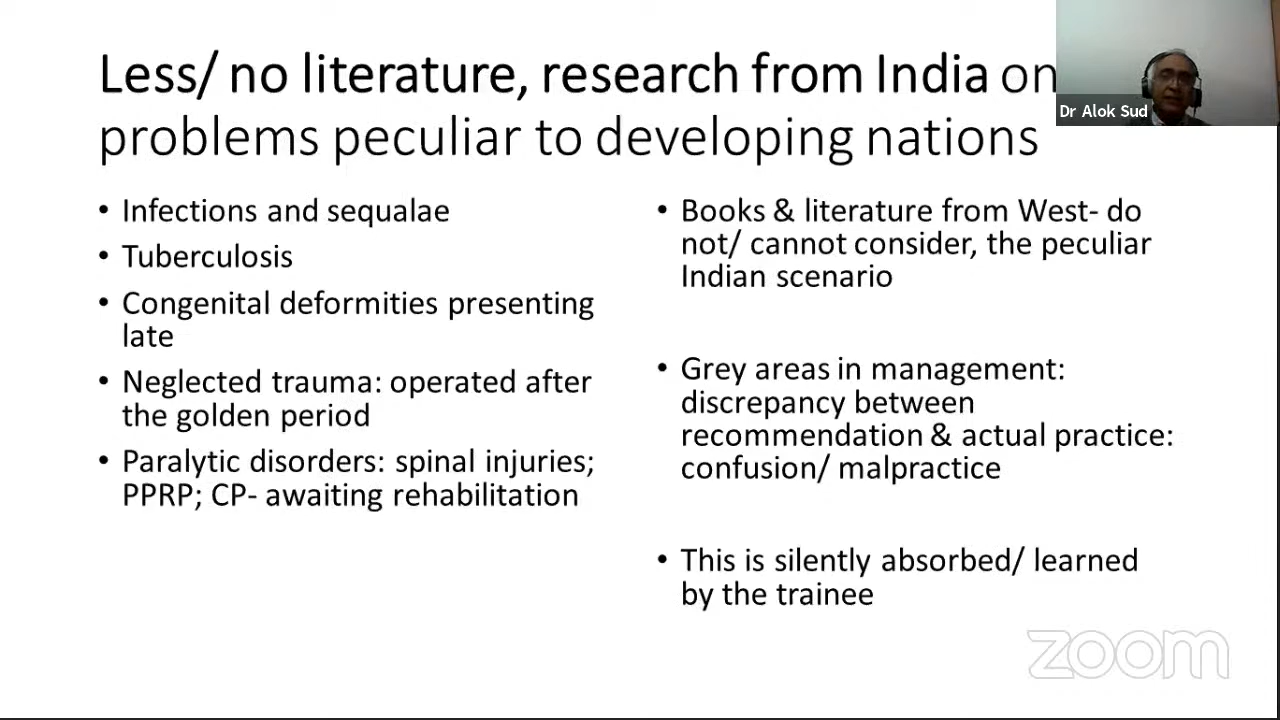 Less/ no literature, research from India on
problems peculiar to developing nations
Dr Alok Sud
• Infections and sequalae
• Tuberculosis
• Congenital deformities presenting
late
• Neglected trauma: operated after
the golden period
• Paralytic disorders: spinal injuries;
PPRP; CP- awaiting rehabilitation
• Books & literature from West- do
not/ cannot consider, the peculiar
Indian scenario
• Grey areas in management:
discrepancy between
recommendation & actual practice:
confusion/ malpractice
• This is silently absorbed/ learned
by the trainee
zoom